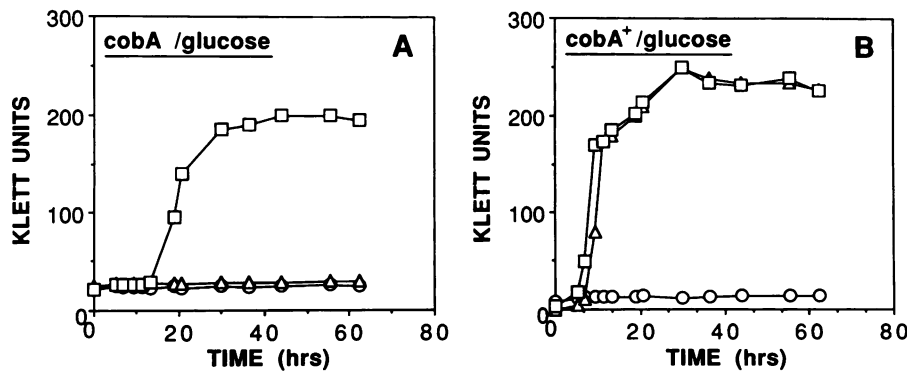 cobA /glucose
A
KLETT UNITS
300
200
100
0
0
20
40
60
80
TIME (hrs)
cobA+/glucose
B
KLETT UNITS
300
200
100
0
0
20
40
60
80
TIME (hrs)